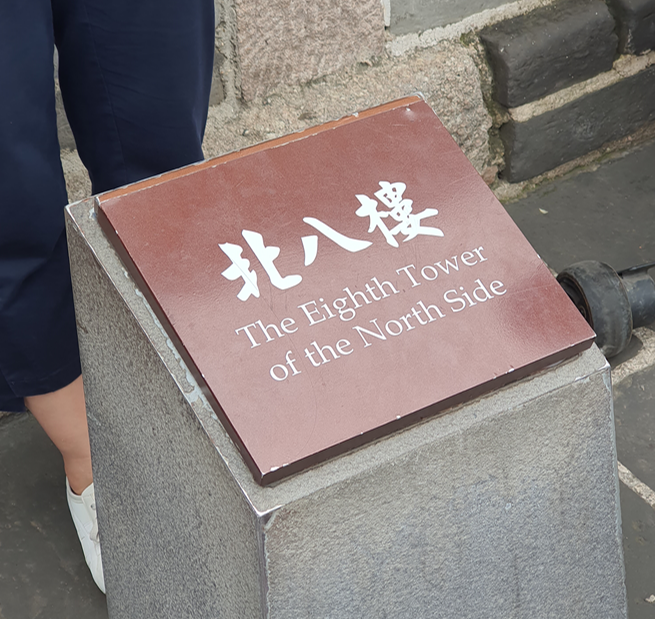 北八樓
The Eighth Tower
of the North Side